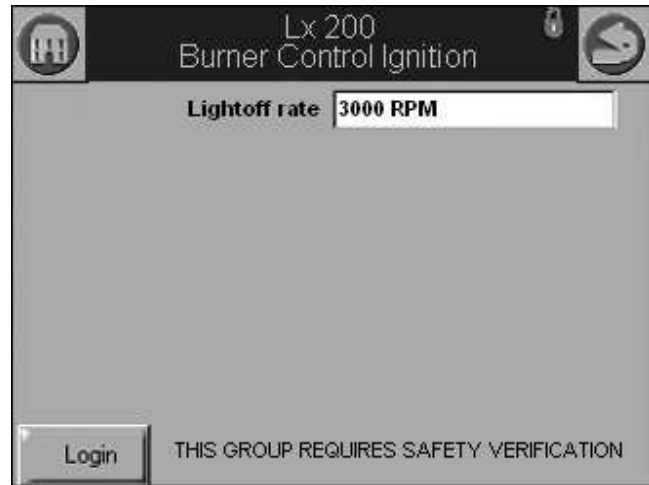 Lx 200
Burner Control Ignition
Lightoff rate 3000 RPM
Login THIS GROUP REQUIRES SAFETY VERIFICATION